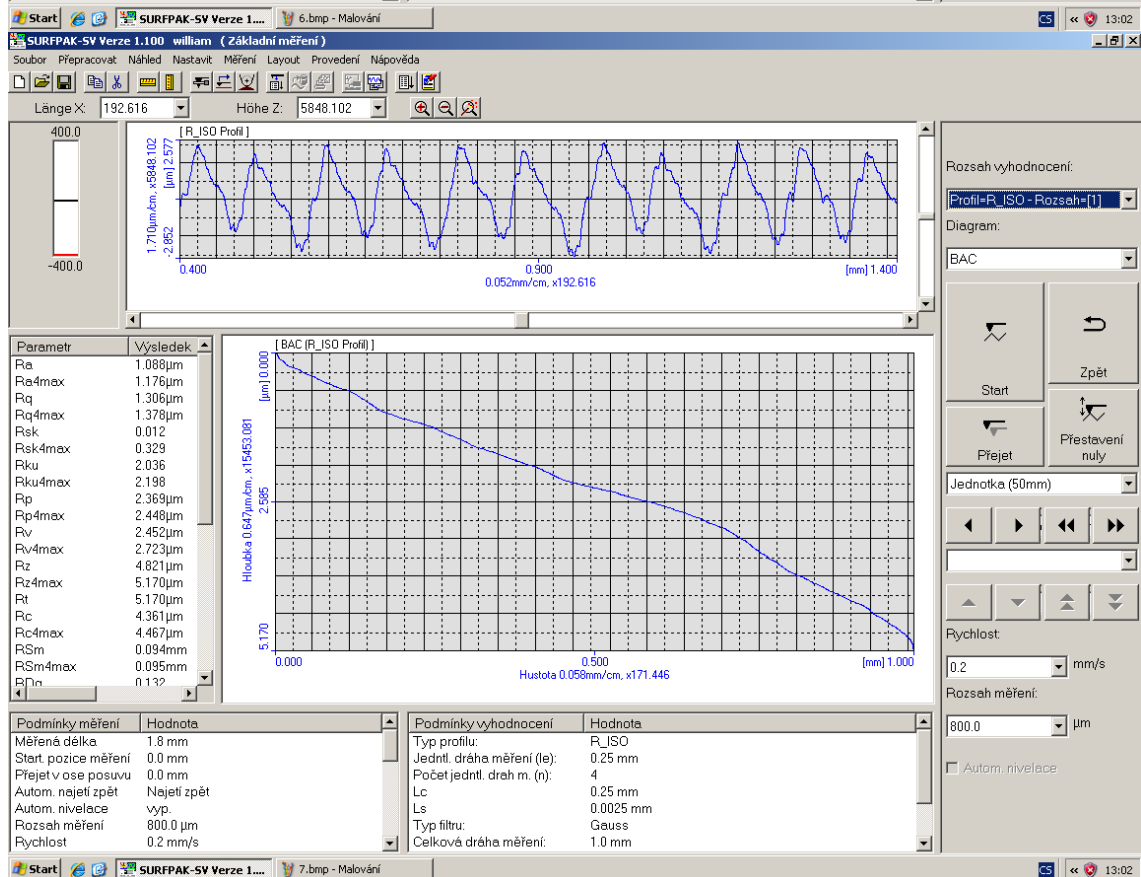 Start SURFPAK-SV Verze 1.... 6.bmp - Malování CS « 13:02
SURFPAK-SV Verze 1.100 william ( Základní měření )
Soubor Přepracovat Náhled Nastavit Měření Layout Provedení Nápověda
Länge X: 192.616 Höhe Z: 5848.102
400.0
-400.0
[ R_ISO Profil ]
1.710µm/cm, x5848.102
-2.852 [µm] 2.577
0.400 0.900 [mm] 1.400
0.052mm/cm, x192.616
Parametr Výsledek
Ra 1.088µm
Ra4max 1.176µm
Rq 1.306µm
Rq4max 1.378µm
Rsk 0.012
Rsk4max 0.329
Rku 2.036
Rku4max 2.198
Rp 2.369µm
Rp4max 2.448µm
Rv 2.452µm
Rv4max 2.723µm
Rz 4.821µm
Rz4max 5.170µm
Rt 5.170µm
Rc 4.361µm
Rc4max 4.467µm
RSm 0.094mm
RSm4max 0.095mm
RDq 0.132
[ BAC (R_ISO Profil) ]
Hloubka 0.647µm/cm, x15453.081
5.170 2.585 [µm] 0.000
0.000 0.500 [mm] 1.000
Hustota 0.058mm/cm, x171.446
Podmínky měření Hodnota
Měřená délka 1.8 mm
Start. pozice měření 0.0 mm
Přejet v ose posuvu 0.0 mm
Autom. najetí zpět Najetí zpět
Autom. nivelace vyp.
Rozsah měření 800.0 µm
Rychlost 0.2 mm/s
Podmínky vyhodnocení Hodnota
Typ profilu: R_ISO
Jedntl. dráha měření (le): 0.25 mm
Počet jedntl. drah m. (n): 4
Lc 0.25 mm
Ls 0.0025 mm
Typ filtru: Gauss
Celková dráha měření: 1.0 mm
Rozsah vyhodnocení:
Profil=R_ISO - Rozsah=[1]
Diagram:
BAC
Start
Zpět
Přejet
Přestavení
nuly
Jednotka (50mm)
Rychlost:
0.2 mm/s
Rozsah měření:
800.0 µm
Autom. nivelace
Start SURFPAK-SV Verze 1.... 7.bmp - Malování CS « 13:02